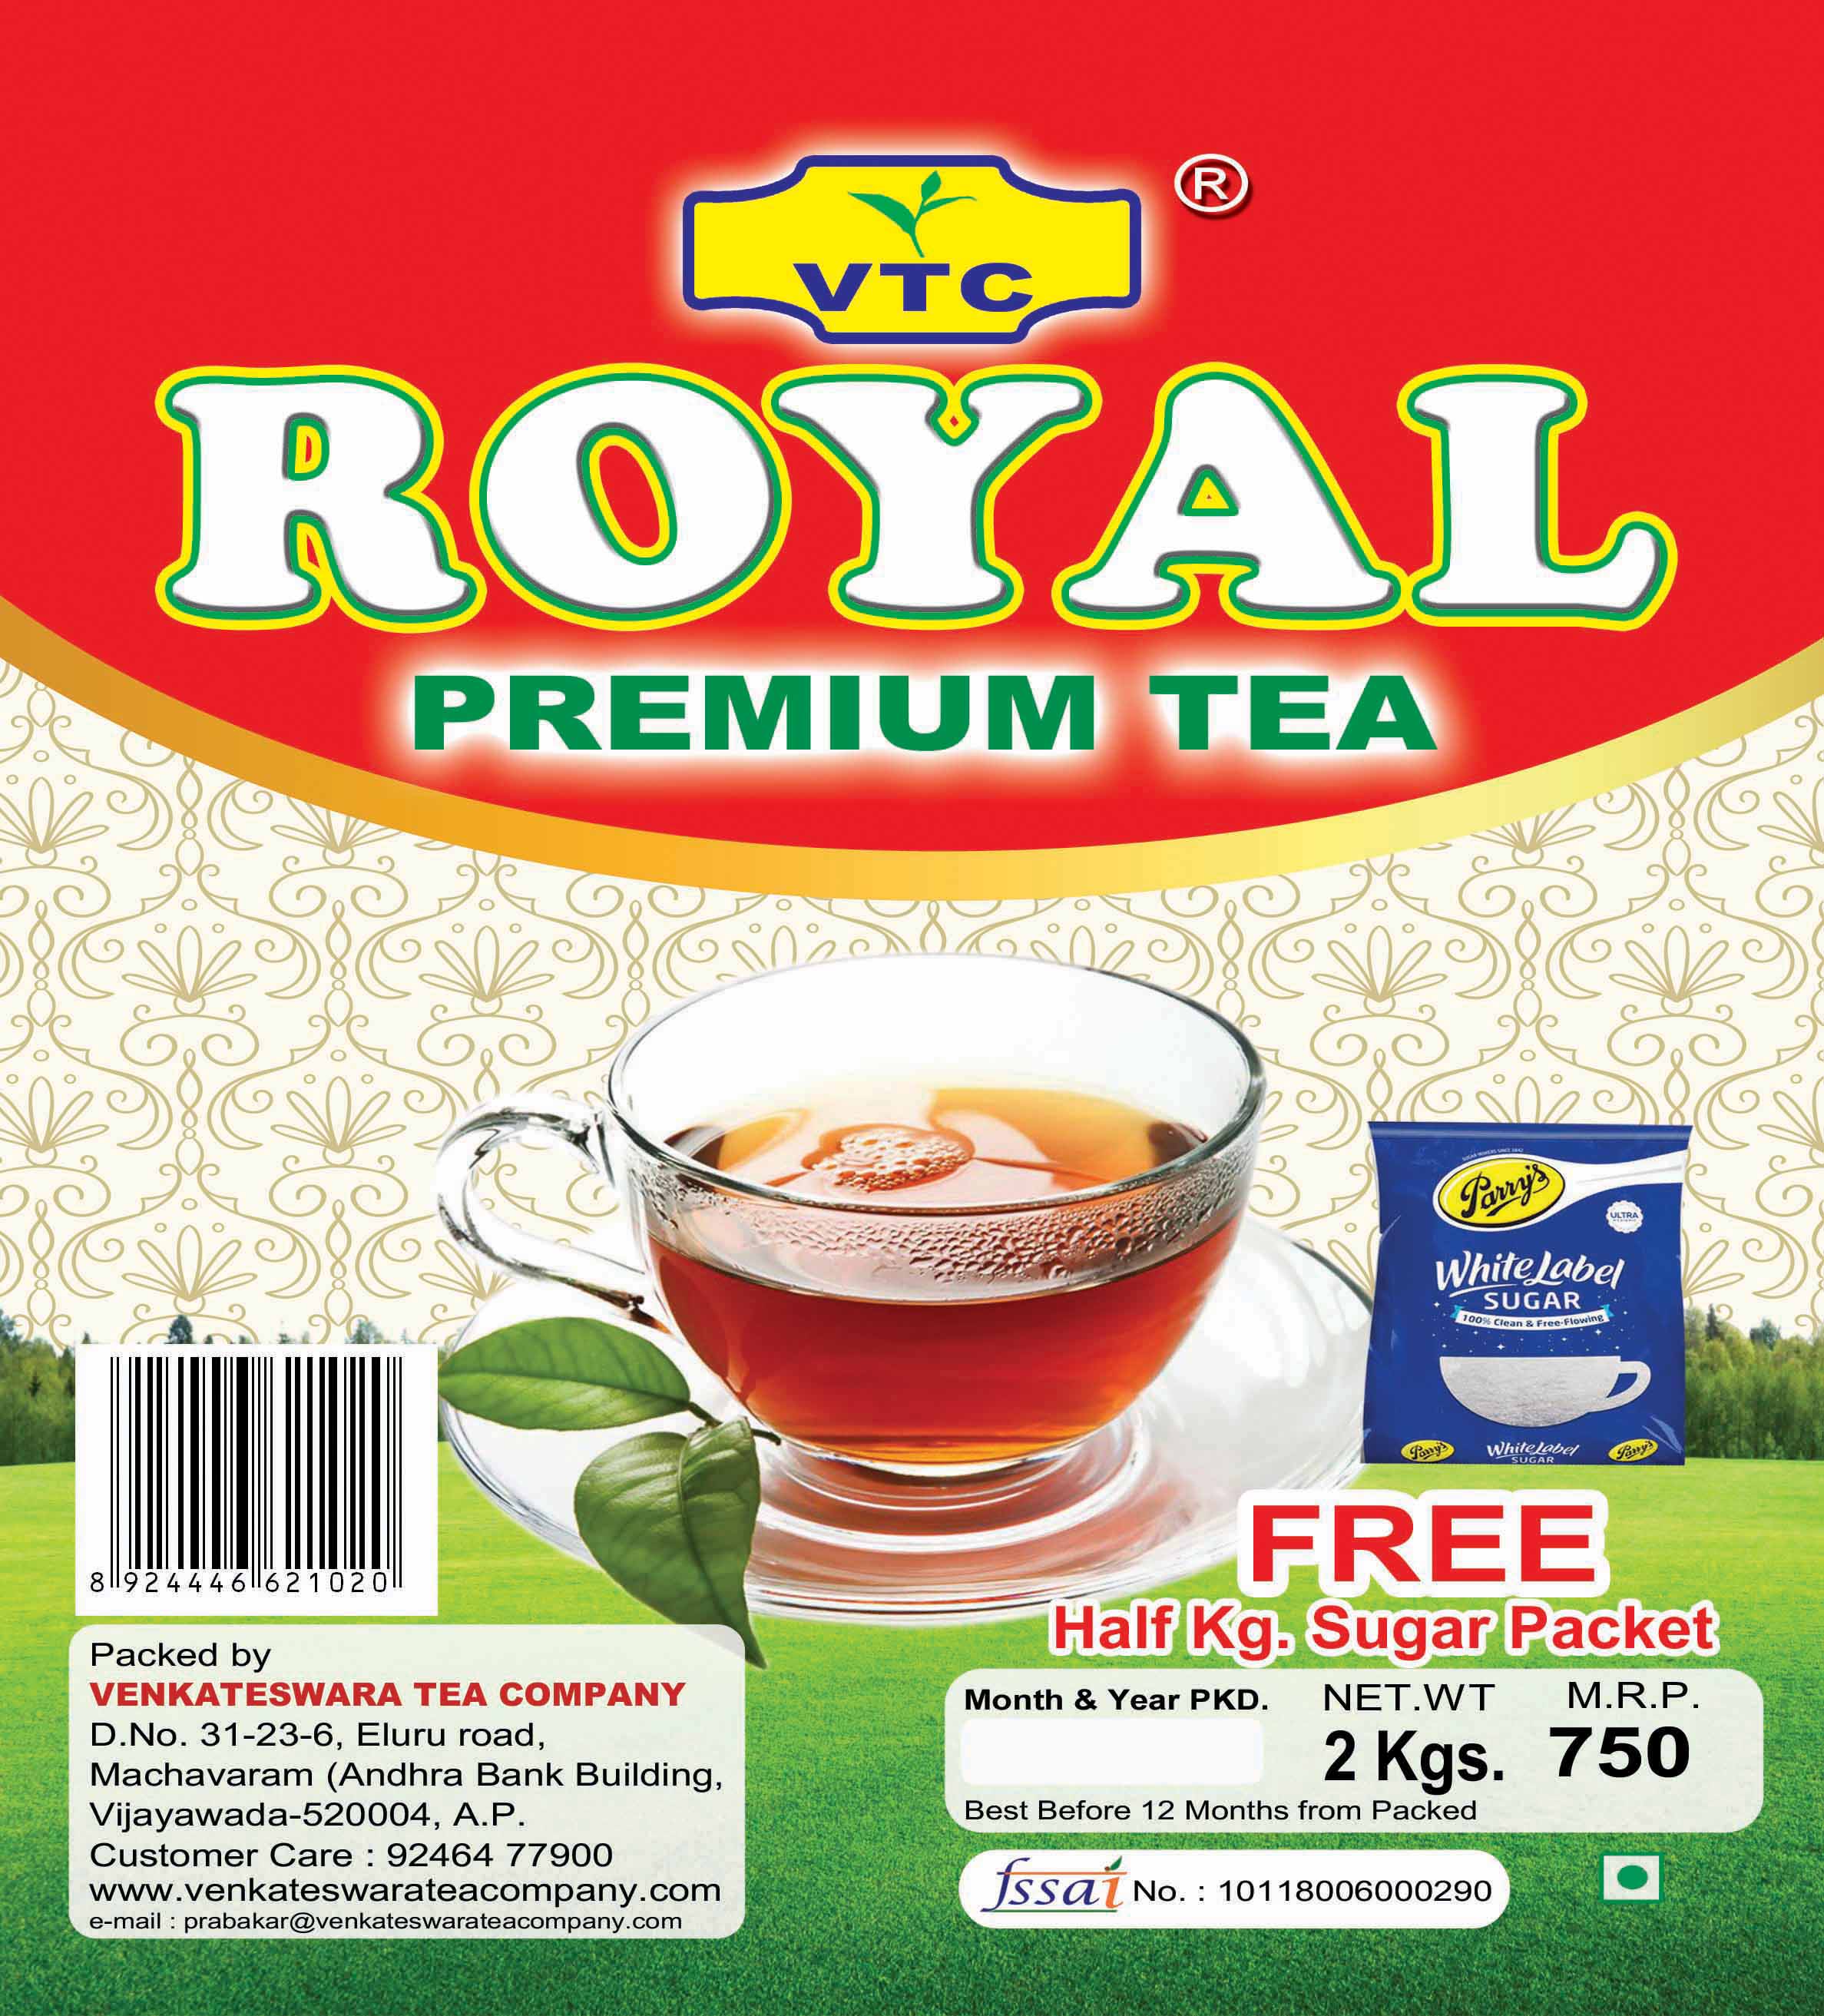 VTC
®
ROYAL
PREMIUM TEA
Parry's
ULTRA
White Label
SUGAR
100% Clean & Free-Flowing
Parry's
White Label
SUGAR
Parry's
8 924446 621020
FREE
Half Kg. Sugar Packet
Packed by
VENKATESWARA TEA COMPANY
D.No. 31-23-6, Eluru road,
Machavaram (Andhra Bank Building,
Vijayawada-520004, A.P.
Customer Care : 92464 77900
www.venkateswarateacompany.com
e-mail : prabakar@venkateswarateacompany.com
Month & Year PKD. NET.WT M.R.P.
2 Kgs. 750
Best Before 12 Months from Packed
fssai No. : 10118006000290